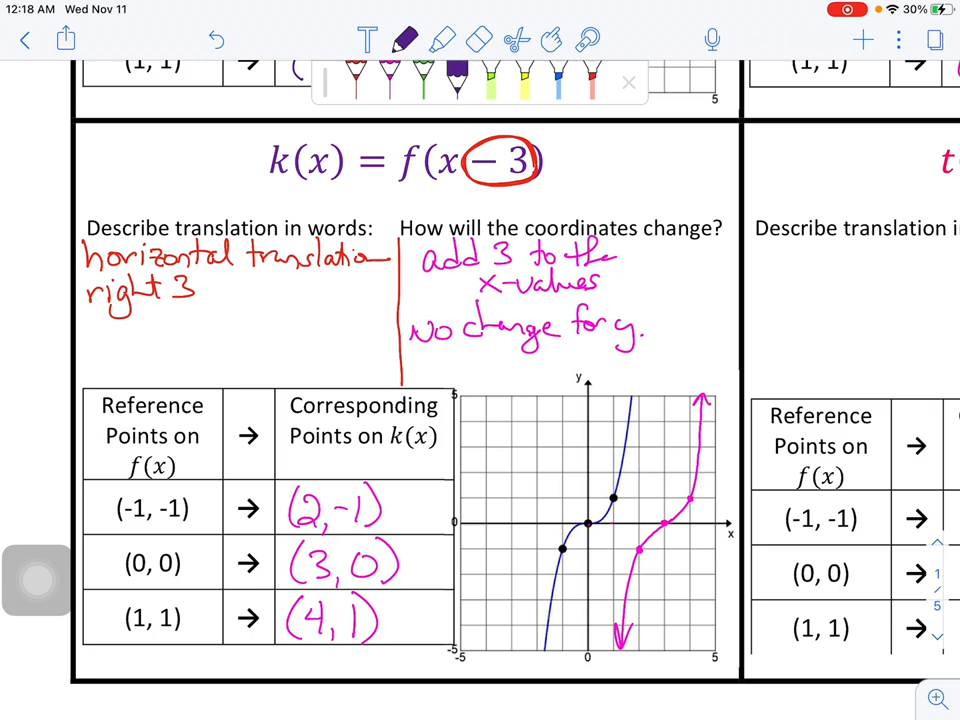 12:18 AM Wed Nov 11
30%
(1, 1) → (
5
(1, 1) →
k(x) = f(x − 3)
t
Describe translation in words:
horizontal translation
right 3
How will the coordinates change?
add 3 to the
x-values
No change for y.
Describe translation i
Reference
Points on
f(x)
→
Corresponding
Points on k(x)
(-1, -1) → (2, -1)
(0, 0) → (3, 0)
(1, 1) → (4, 1)
y
5
0
x
-5
-5
0
5
Reference
Points on
f(x)
→
(-1, -1) →
(0, 0) →
(1, 1) →
1
/
5